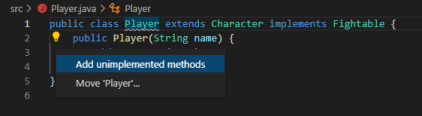 src > Player.java > Player
1 public class Player extends Character implements Fightable {
2 public Player(String name) {
3
Add unimplemented methods
4
Move 'Player'...
5 }
6